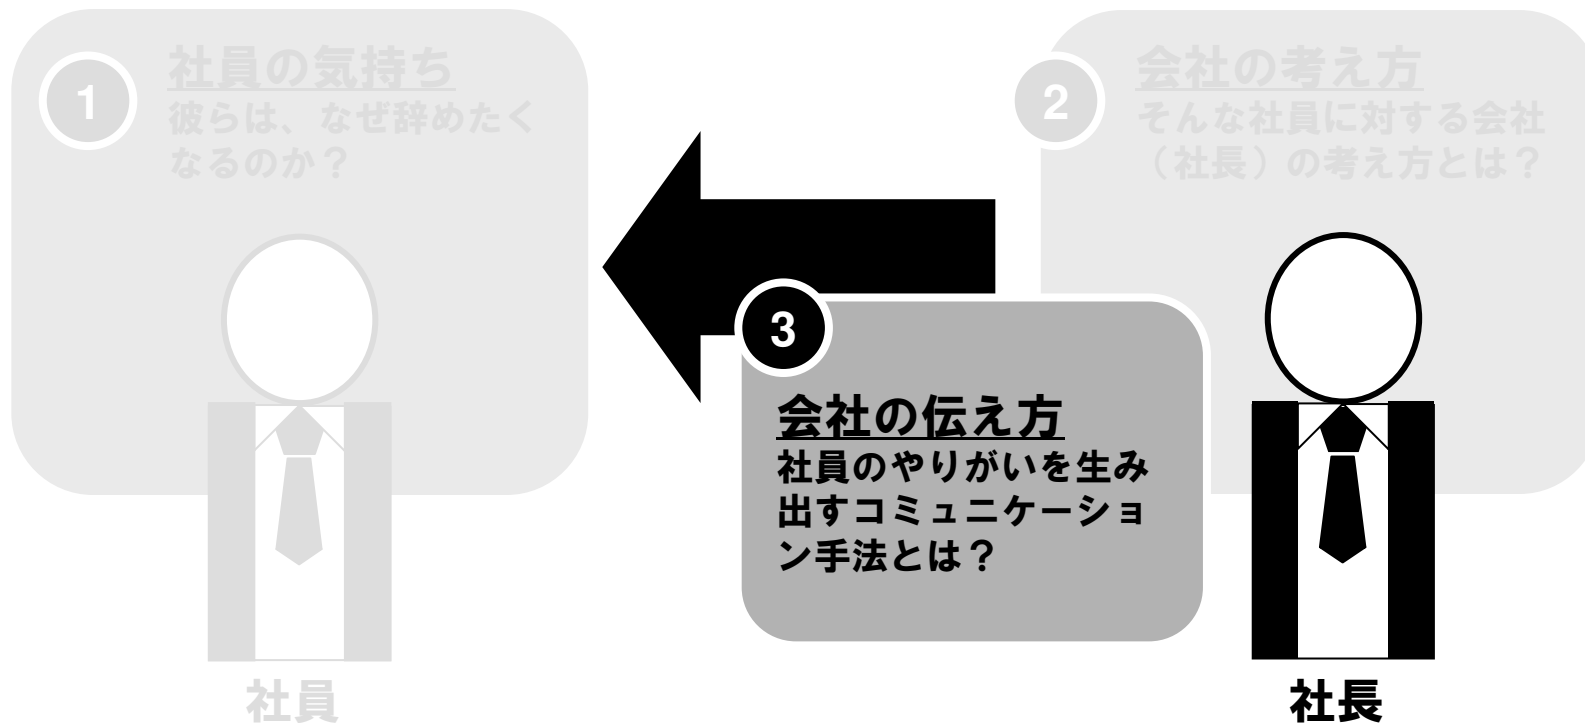 1
社員の気持ち
彼らは、なぜ辞めたく
なるのか？
2
会社の考え方
そんな社員に対する会社
（社長）の考え方とは？
3
会社の伝え方
社員のやりがいを生み
出すコミュニケーショ
ン手法とは？
社員
社長